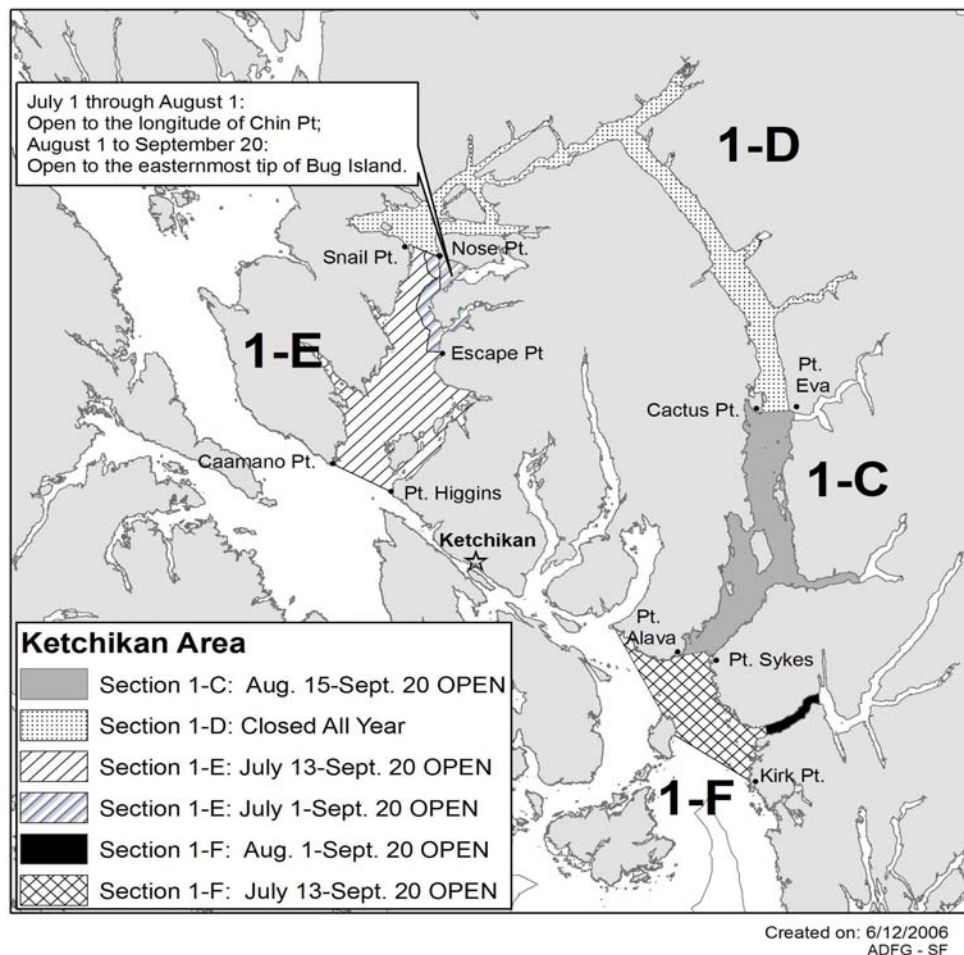 July 1 through August 1:
Open to the longitude of Chin Pt;
August 1 to September 20:
Open to the easternmost tip of Bug Island.
1-D
Snail Pt.
Nose Pt.
1-E
Escape Pt
Pt.
Eva
Cactus Pt.
Caamano Pt.
1-C
Pt. Higgins
Ketchikan
Pt.
Alava
Pt. Sykes
Kirk Pt.
1-F
Ketchikan Area
Section 1-C: Aug. 15-Sept. 20 OPEN
Section 1-D: Closed All Year
Section 1-E: July 13-Sept. 20 OPEN
Section 1-E: July 1-Sept. 20 OPEN
Section 1-F: Aug. 1-Sept. 20 OPEN
Section 1-F: July 13-Sept. 20 OPEN
Created on: 6/12/2006
ADFG - SF